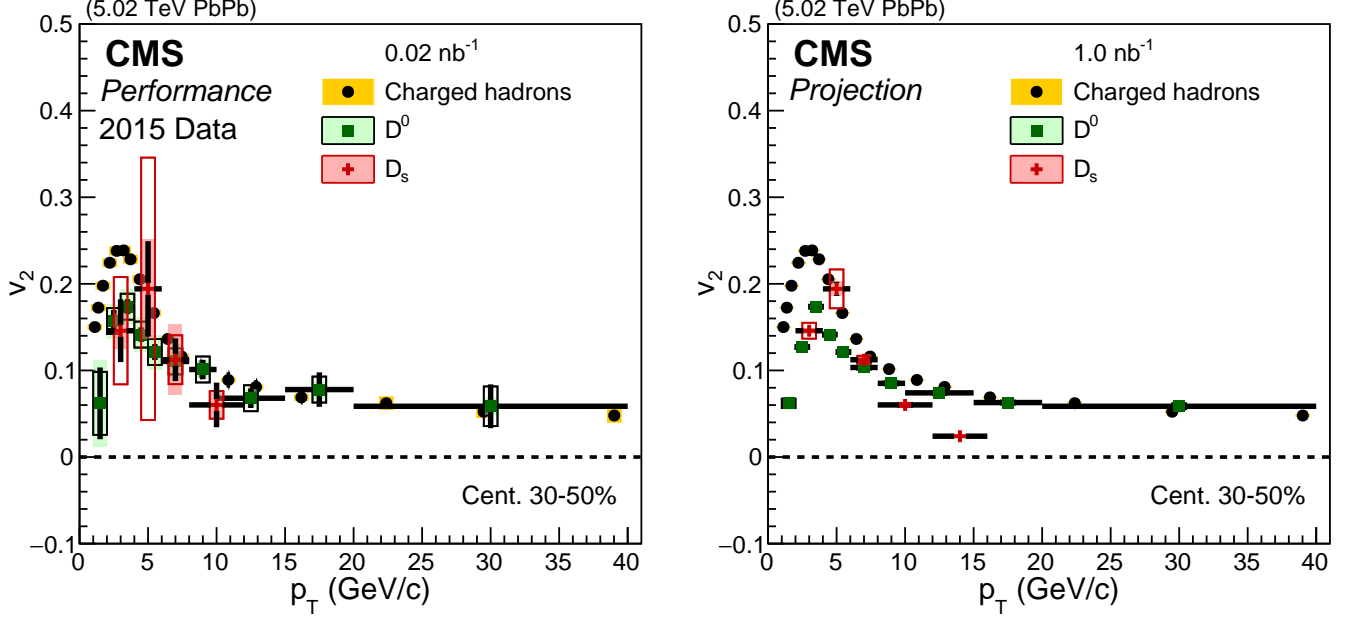 (5.02 TeV PbPb)
0.5
0.4
0.3
0.2
0.1
0
−0.1
v2
CMS
Performance
2015 Data
0.02 nb-1
Charged hadrons
D0
Ds
Cent. 30-50%
0 5 10 15 20 25 30 35 40
pT (GeV/c)
(5.02 TeV PbPb)
0.5
0.4
0.3
0.2
0.1
0
−0.1
v2
CMS
Projection
1.0 nb-1
Charged hadrons
D0
Ds
Cent. 30-50%
0 5 10 15 20 25 30 35 40
pT (GeV/c)